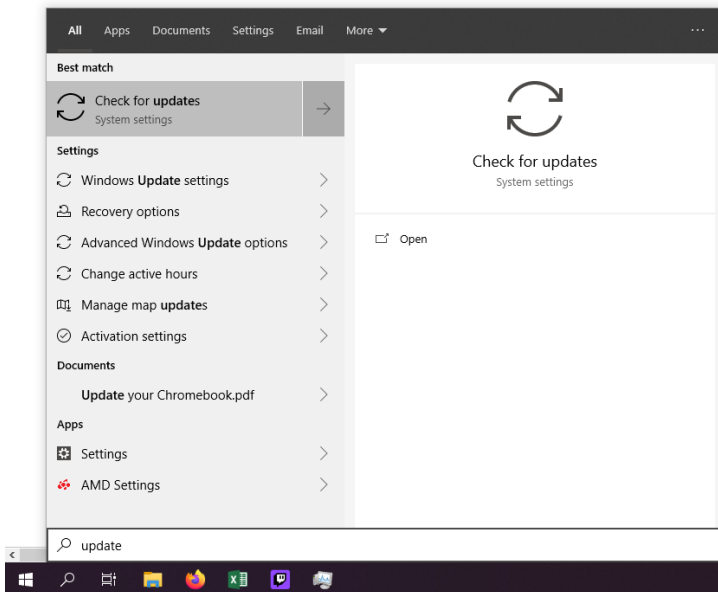 All Apps Documents Settings Email More
Best match
Check for updates
System settings
Settings
Windows Update settings
Recovery options
Advanced Windows Update options
Change active hours
Manage map updates
Activation settings
Documents
Update your Chromebook.pdf
Apps
Settings
AMD Settings
Check for updates
System settings
Open
update